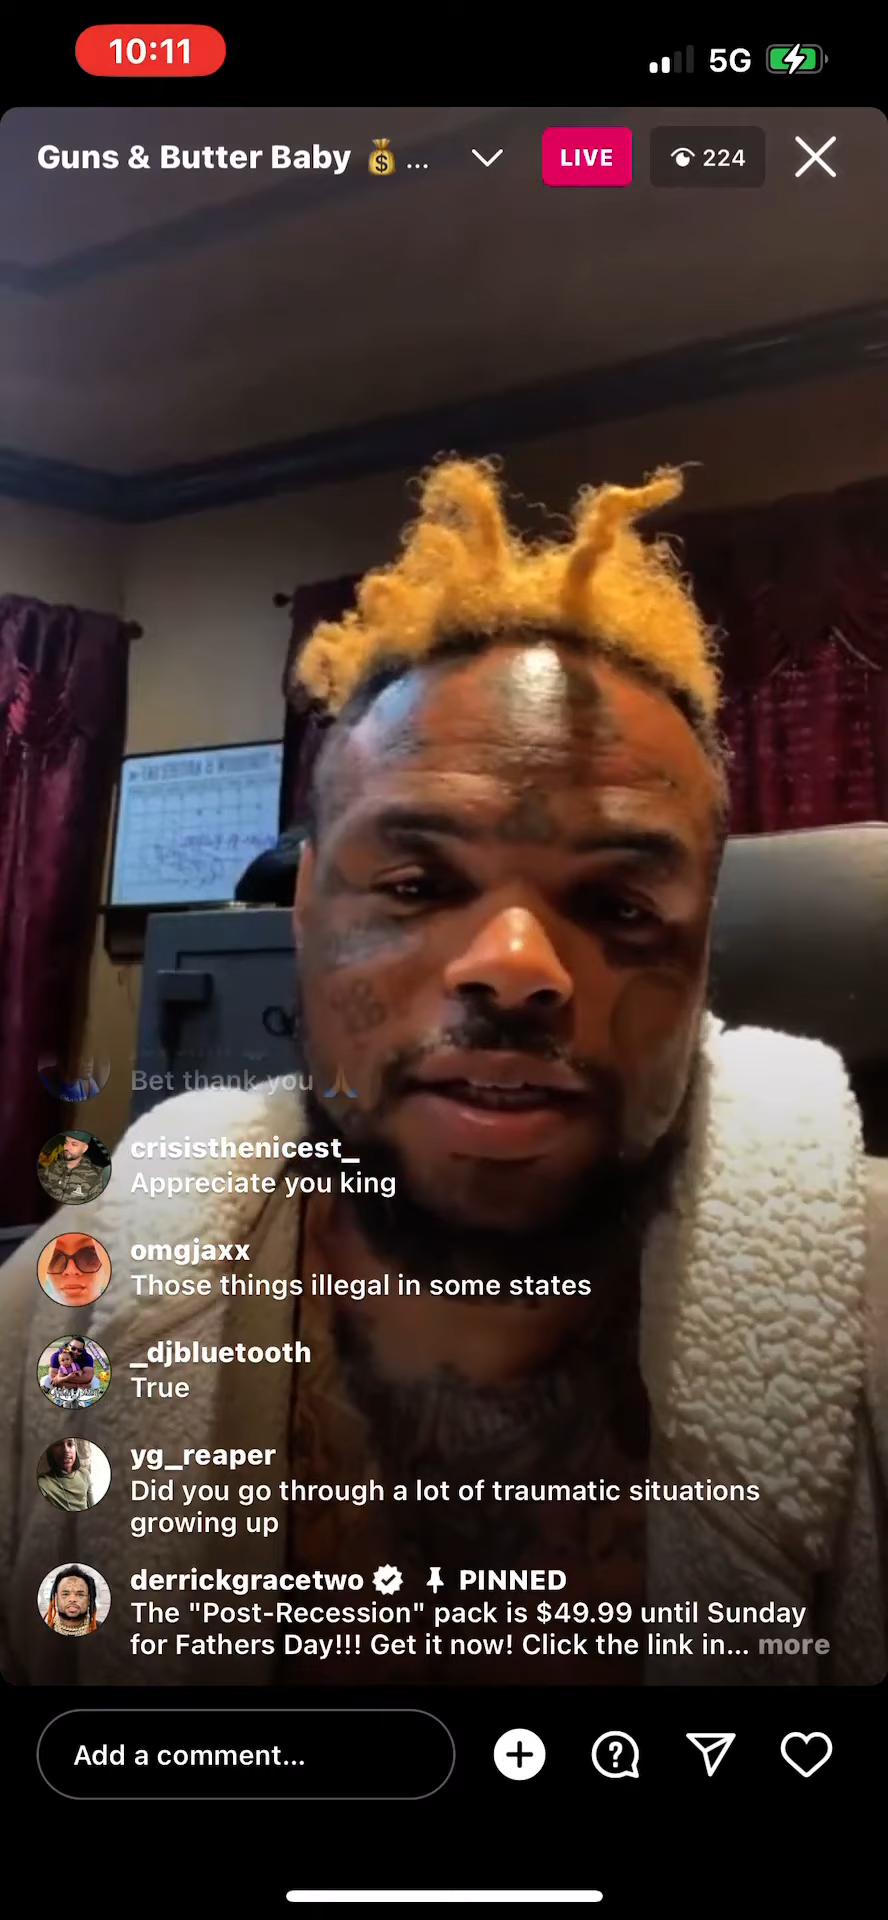 10:11
5G
Guns & Butter Baby 💰 ...
LIVE
224
Bet thank you 🙏🏾
crisisthenicest_
Appreciate you king
omgjaxx
Those things illegal in some states
_djbluetooth
True
yg_reaper
Did you go through a lot of traumatic situations
growing up
derrickgracetwo PINNED
The "Post-Recession" pack is $49.99 until Sunday
for Fathers Day!!! Get it now! Click the link in... more
Add a comment...